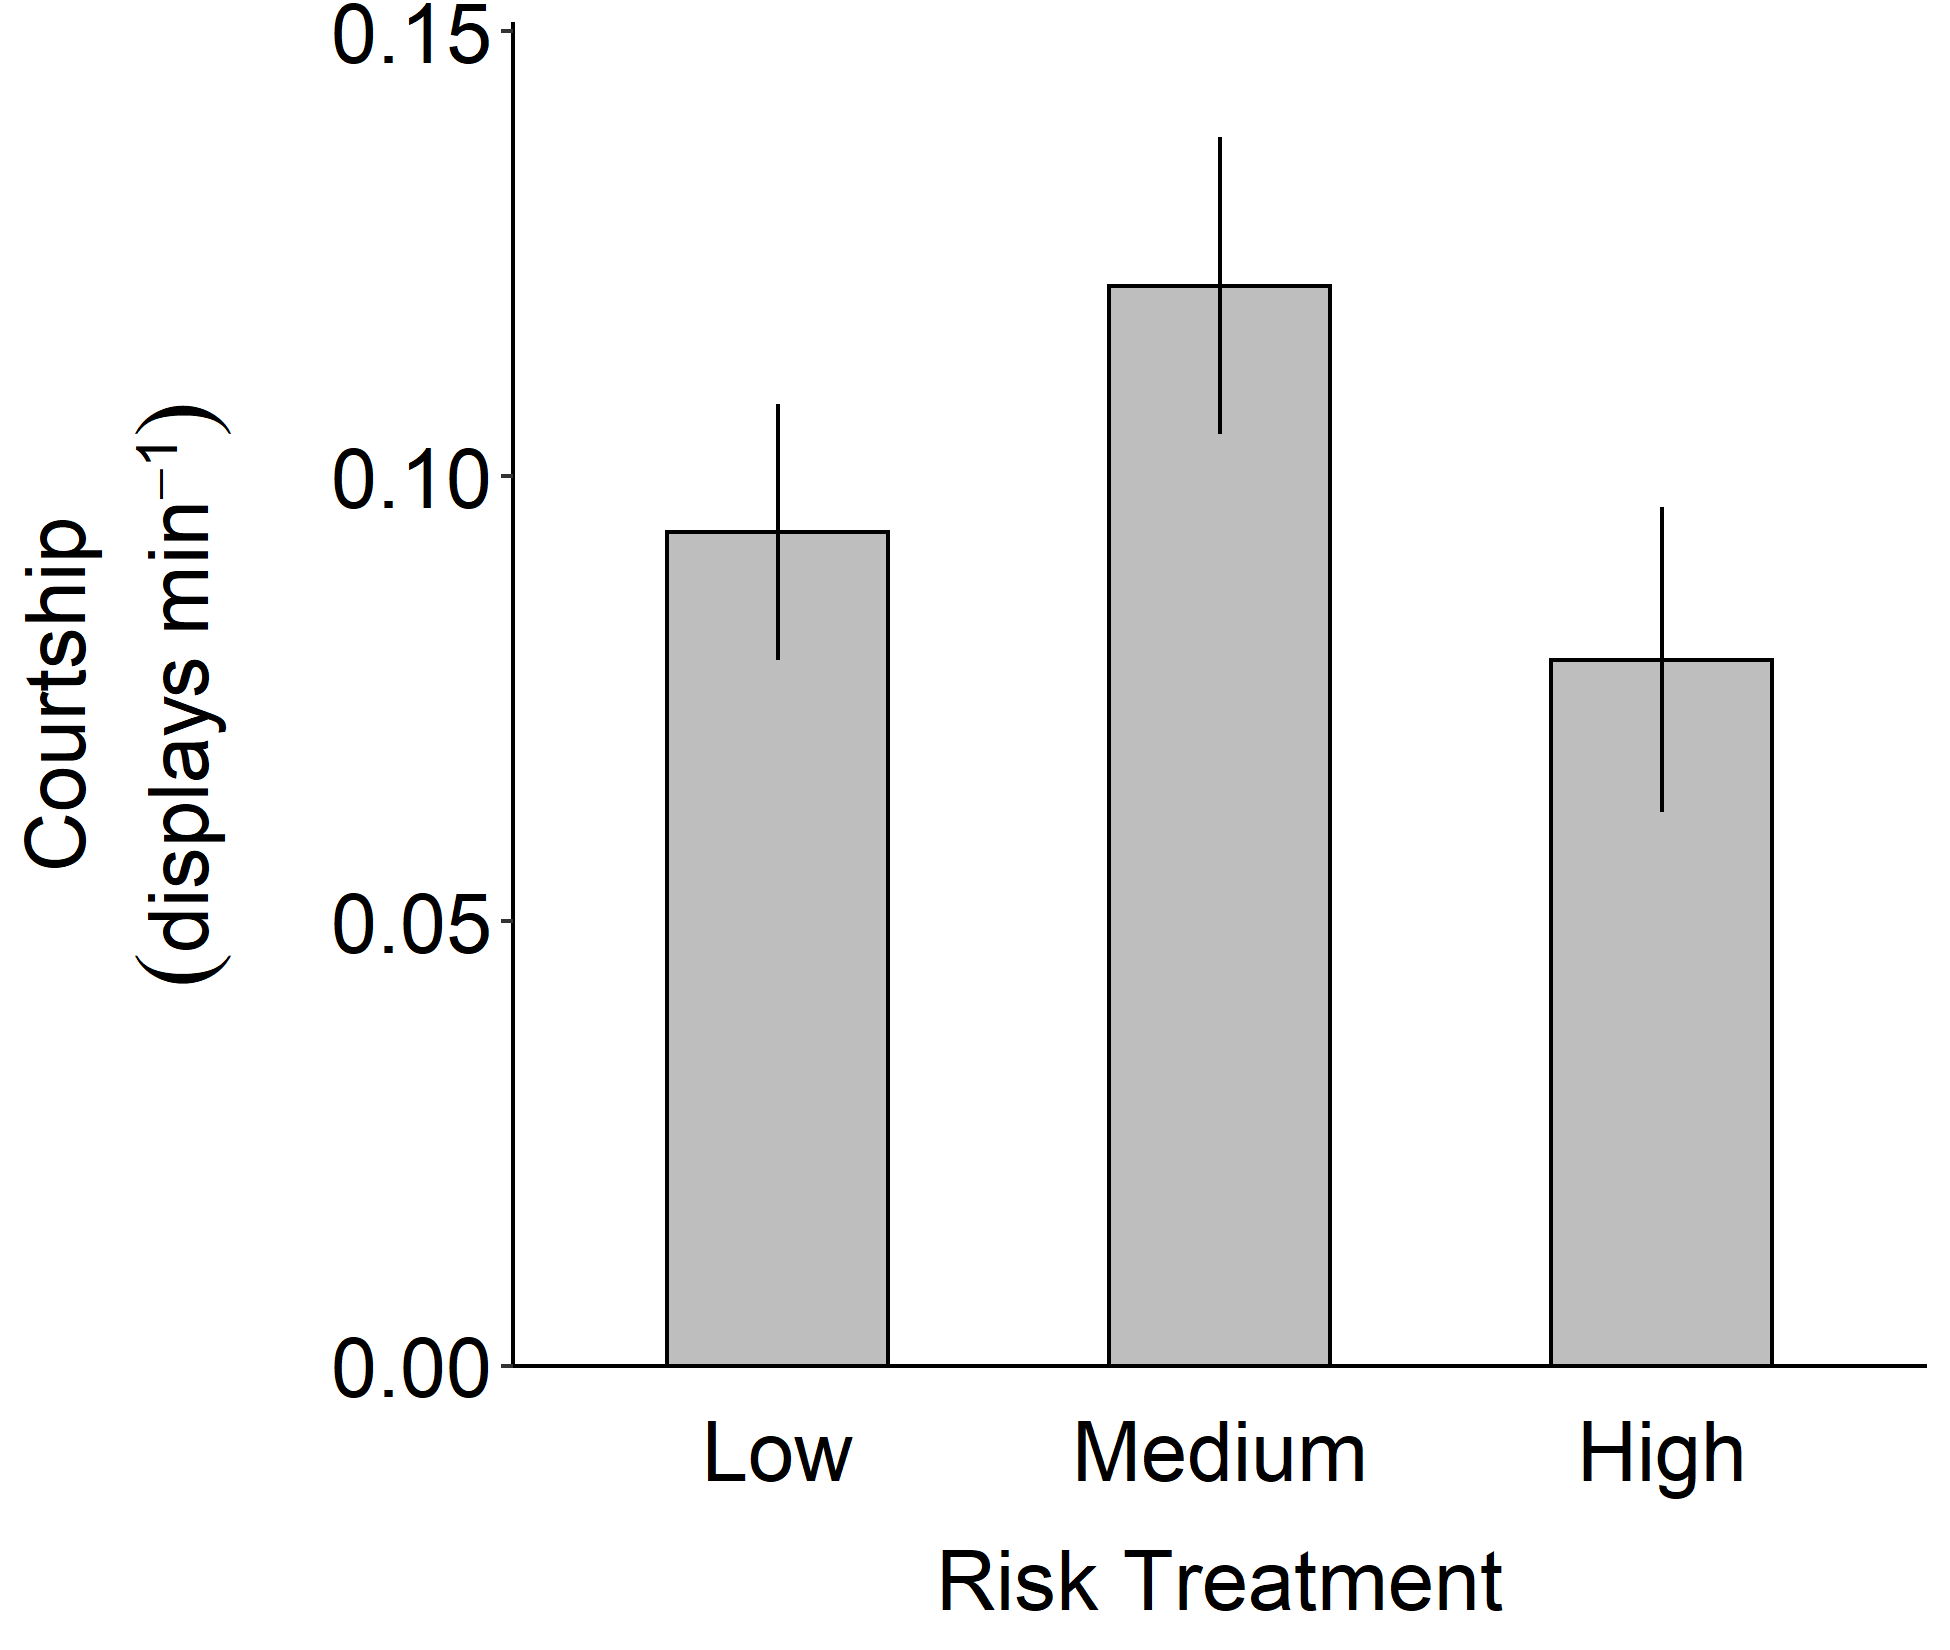 Courtship
(displays min⁻¹)
0.15
0.10
0.05
0.00
Low Medium High
Risk Treatment